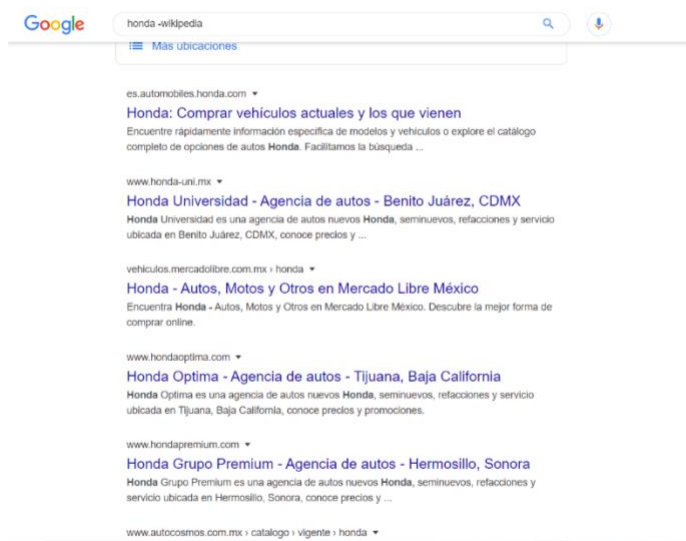 Google
honda -wikipedia
Más ubicaciones
es.automobiles.honda.com
Honda: Comprar vehículos actuales y los que vienen
Encuentre rápidamente información específica de modelos y vehículos o explore el catálogo
completo de opciones de autos Honda. Facilitamos la búsqueda ...
www.honda-uni.mx
Honda Universidad - Agencia de autos - Benito Juárez, CDMX
Honda Universidad es una agencia de autos nuevos Honda, seminuevos, refacciones y servicio
ubicada en Benito Juárez, CDMX, conoce precios y ...
vehiculos.mercadolibre.com.mx › honda
Honda - Autos, Motos y Otros en Mercado Libre México
Encuentra Honda - Autos, Motos y Otros en Mercado Libre México. Descubre la mejor forma de
comprar online.
www.hondaoptima.com
Honda Optima - Agencia de autos - Tijuana, Baja California
Honda Optima es una agencia de autos nuevos Honda, seminuevos, refacciones y servicio
ubicada en Tijuana, Baja California, conoce precios y promociones.
www.hondapremium.com
Honda Grupo Premium - Agencia de autos - Hermosillo, Sonora
Honda Grupo Premium es una agencia de autos nuevos Honda, seminuevos, refacciones y
servicio ubicada en Hermosillo, Sonora, conoce precios y ...
www.autocosmos.com.mx › catalogo › vigente › honda